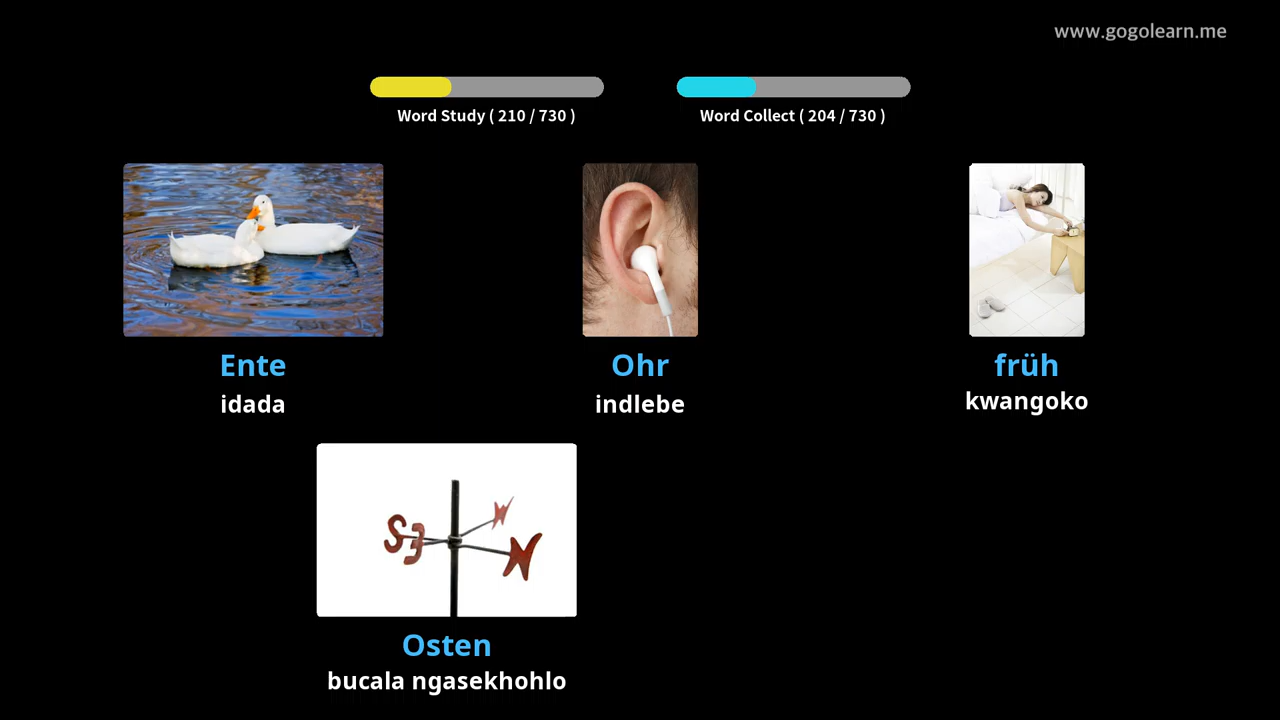 www.gogolearn.me
Word Study ( 210 / 730 )
Word Collect ( 204 / 730 )
Ente
idada
Ohr
indlebe
früh
kwangoko
S E N
Osten
bucala ngasekhohlo